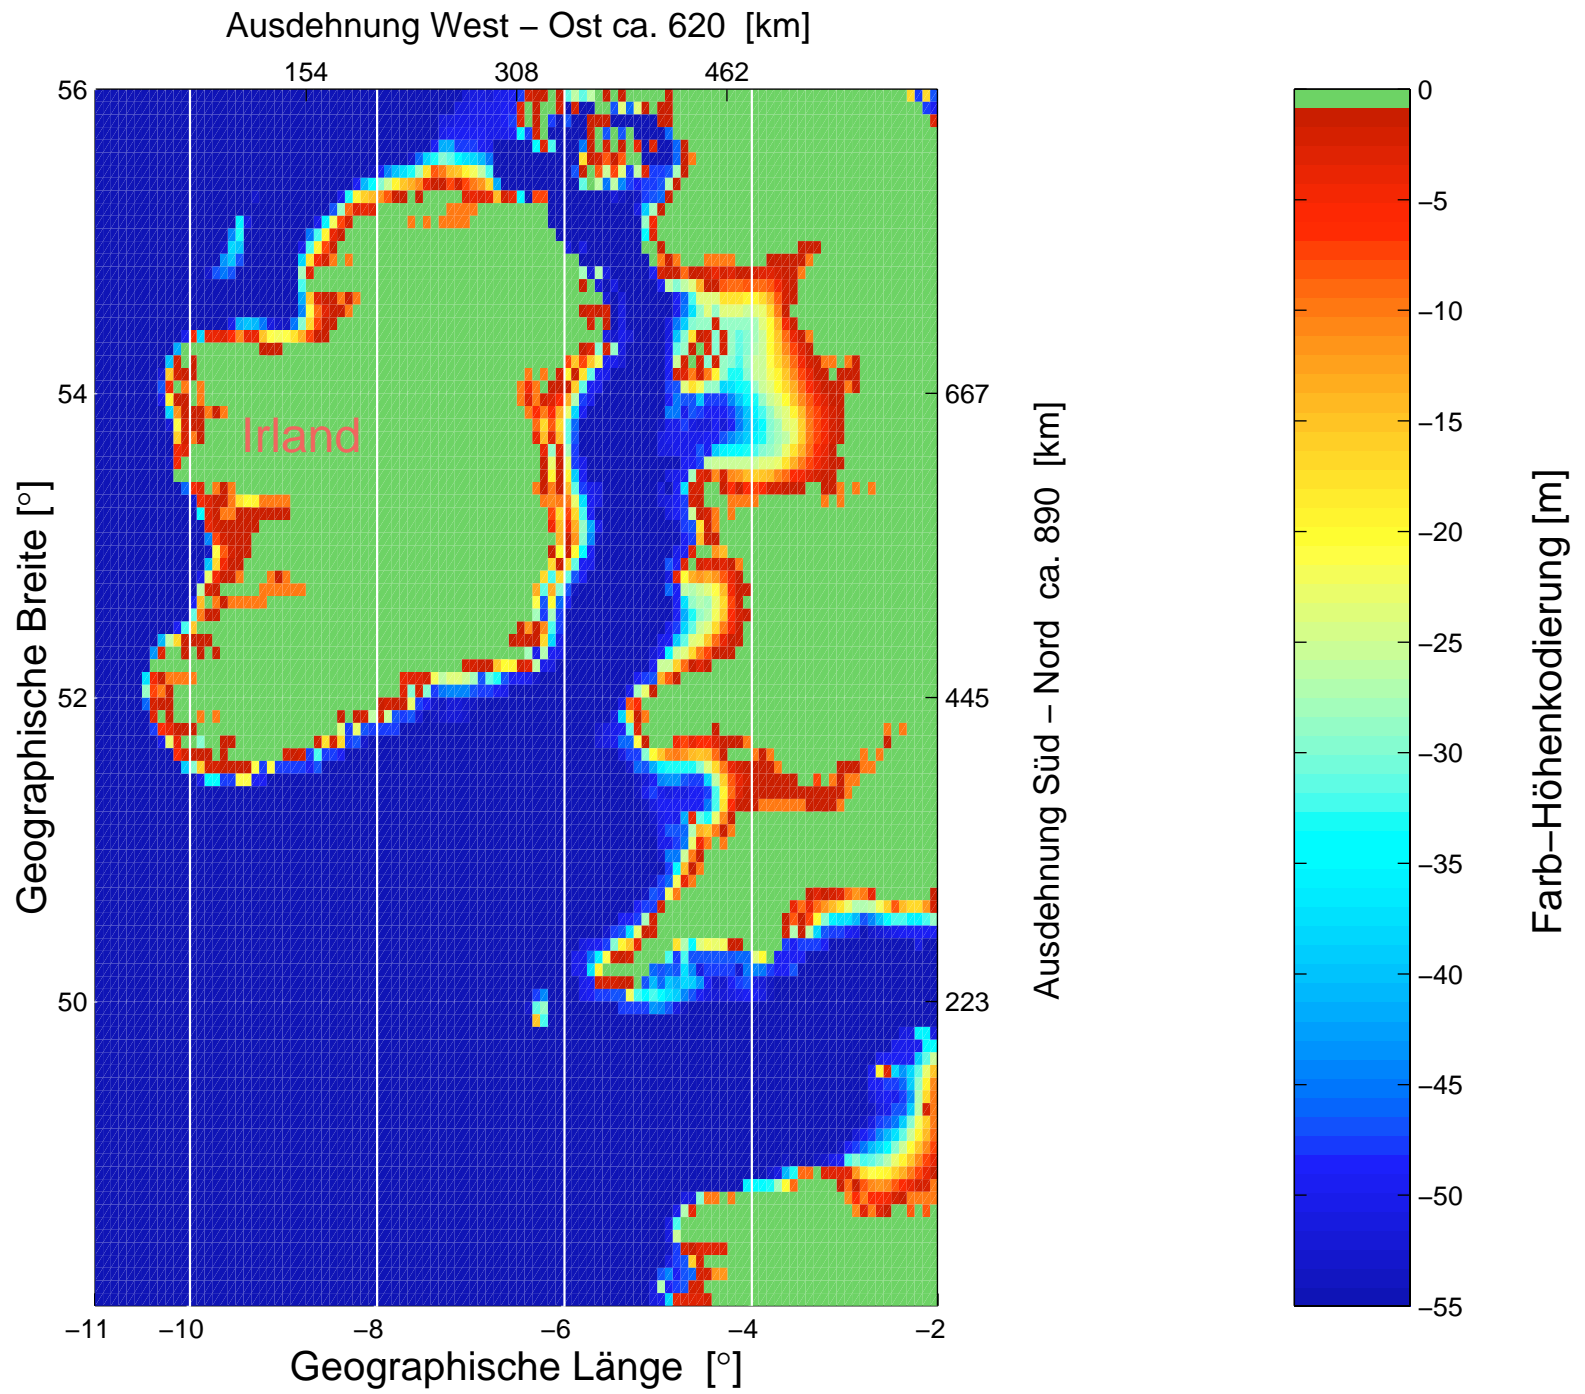 Ausdehnung West – Ost ca. 620 [km]
154 308 462
56
54
52
50
Geographische Breite [°]
Irland
667
445
223
Ausdehnung Süd – Nord ca. 890 [km]
–11 –10 –8 –6 –4 –2
Geographische Länge [°]
0
–5
–10
–15
–20
–25
–30
–35
–40
–45
–50
–55
Farb–Höhenkodierung [m]